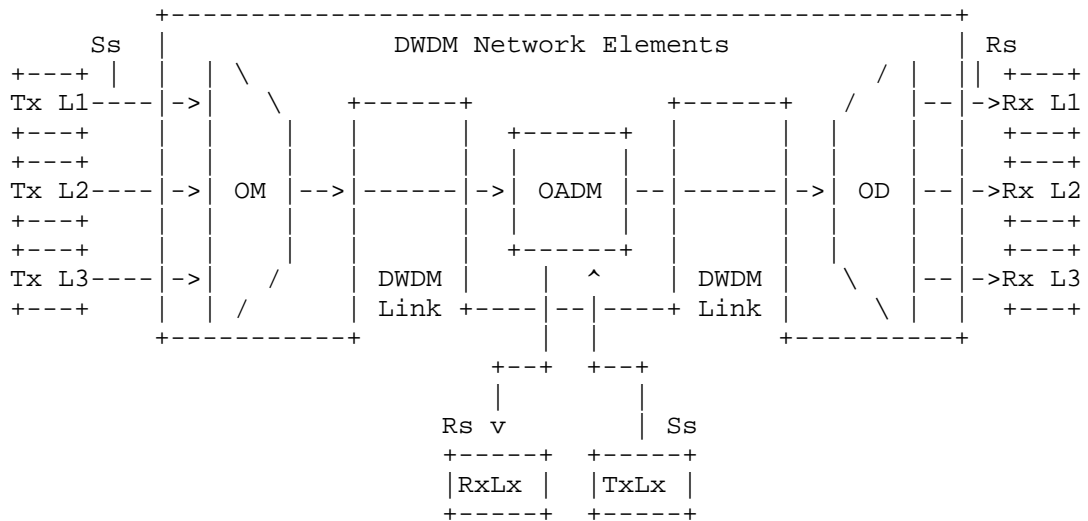 Ss DWDM Network Elements Rs
Tx L1 Rx L1
Tx L2 OM OADM OD Rx L2
Tx L3 DWDM DWDM Rx L3
Link Link
Rs v Ss
RxLx TxLx